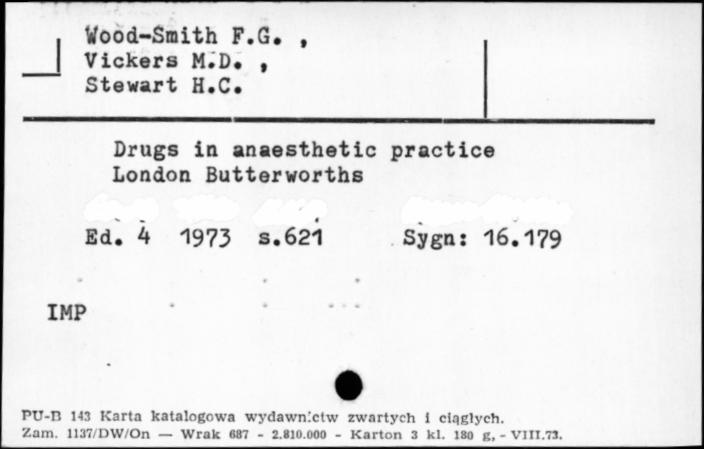 Wood-Smith F.G. ,
Vickers M.D. ,
Stewart H.C.
Drugs in anaesthetic practice
London Butterworths
Ed. 4 1973 s.621 Sygn: 16.179
IMP
PU-B 143 Karta katalogowa wydawnictw zwartych i ciągłych.
Zam. 1137/DW/On — Wrak 687 - 2.810.000 - Karton 3 kl. 180 g, - VIII.73.